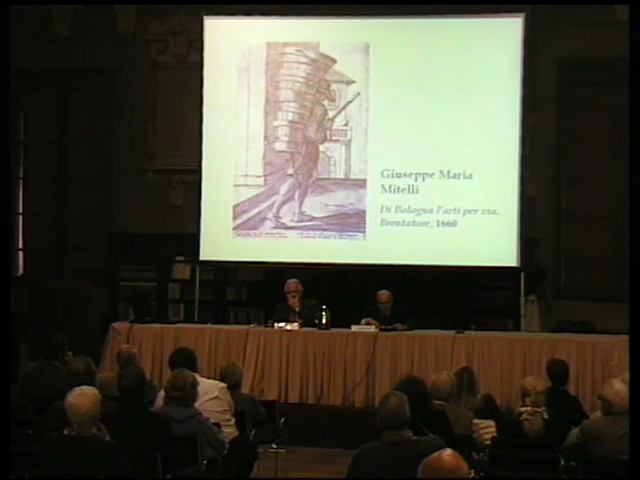 Giuseppe Maria
Mitelli
Di Bologna l'arti per via.
Brentatore, 1660